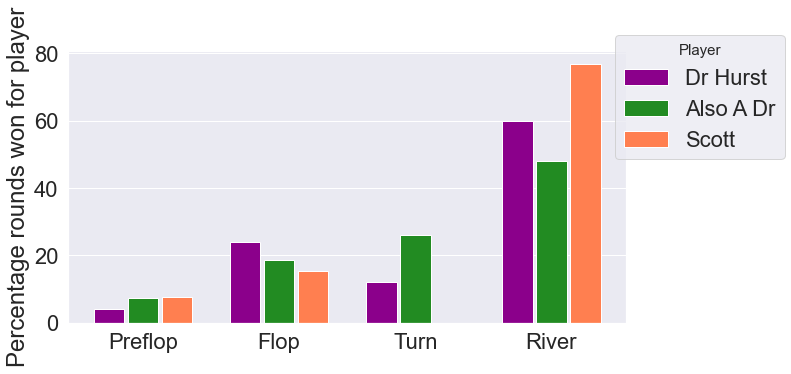 Percentage rounds won for player
80
60
40
20
0
Preflop
Flop
Turn
River
Player
Dr Hurst
Also A Dr
Scott